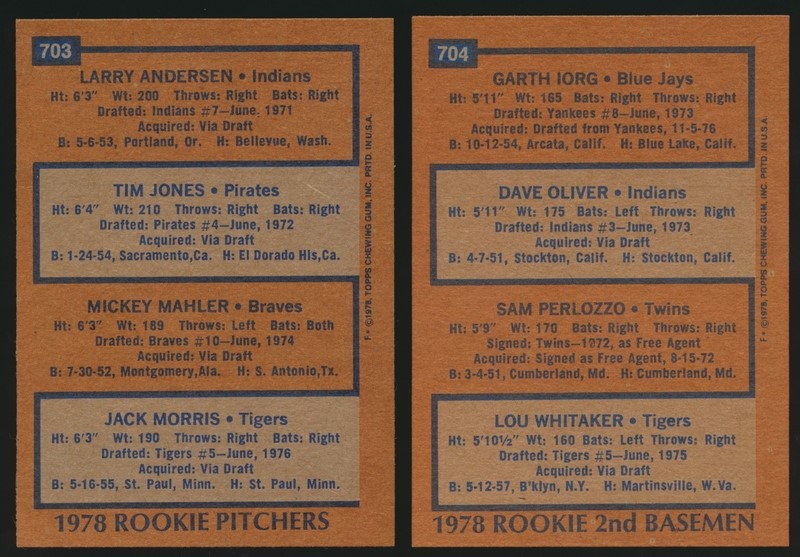 703
LARRY ANDERSEN • Indians
Ht: 6'3" Wt: 200 Throws: Right Bats: Right
Drafted: Indians #7—June. 1971
Acquired: Via Draft
B: 5-6-53, Portland, Or. H: Bellevue, Wash.
TIM JONES • Pirates
Ht: 6'4" Wt: 210 Throws: Right Bats: Right
Drafted: Pirates #4—June, 1972
Acquired: Via Draft
B: 1-24-54, Sacramento,Ca. H: El Dorado Hls,Ca.
MICKEY MAHLER • Braves
Ht: 6'3" Wt: 189 Throws: Left Bats: Both
Drafted: Braves #10—June, 1974
Acquired: Via Draft
B: 7-30-52, Montgomery,Ala. H: S. Antonio,Tx.
JACK MORRIS • Tigers
Ht: 6'3" Wt: 190 Throws: Right Bats: Right
Drafted: Tigers #5—June, 1976
Acquired: Via Draft
B: 5-16-55, St. Paul, Minn. H: St. Paul, Minn.
1978 ROOKIE PITCHERS
F • ©1978, TOPPS CHEWING GUM, INC. PRTD. IN U.S.A.
704
GARTH IORG • Blue Jays
Ht: 5'11" Wt: 165 Bats: Right Throws: Right
Drafted: Yankees #8—June, 1973
Acquired: Drafted from Yankees, 11-5-76
B: 10-12-54, Arcata, Calif. H: Blue Lake, Calif.
DAVE OLIVER • Indians
Ht: 5'11" Wt: 175 Bats: Left Throws: Right
Drafted: Indians #3—June, 1973
Acquired: Via Draft
B: 4-7-51, Stockton, Calif. H: Stockton, Calif.
SAM PERLOZZO • Twins
Ht: 5'9" Wt: 170 Bats: Right Throws: Right
Signed: Twins—1972, as Free Agent
Acquired: Signed as Free Agent, 8-15-72
B: 3-4-51, Cumberland, Md. H: Cumberland, Md.
LOU WHITAKER • Tigers
Ht: 5'10½" Wt: 160 Bats: Left Throws: Right
Drafted: Tigers #5—June, 1975
Acquired: Via Draft
B: 5-12-57, B'klyn, N.Y. H: Martinsville, W. Va.
1978 ROOKIE 2nd BASEMEN
F • ©1978, TOPPS CHEWING GUM, INC. PRTD. IN U.S.A